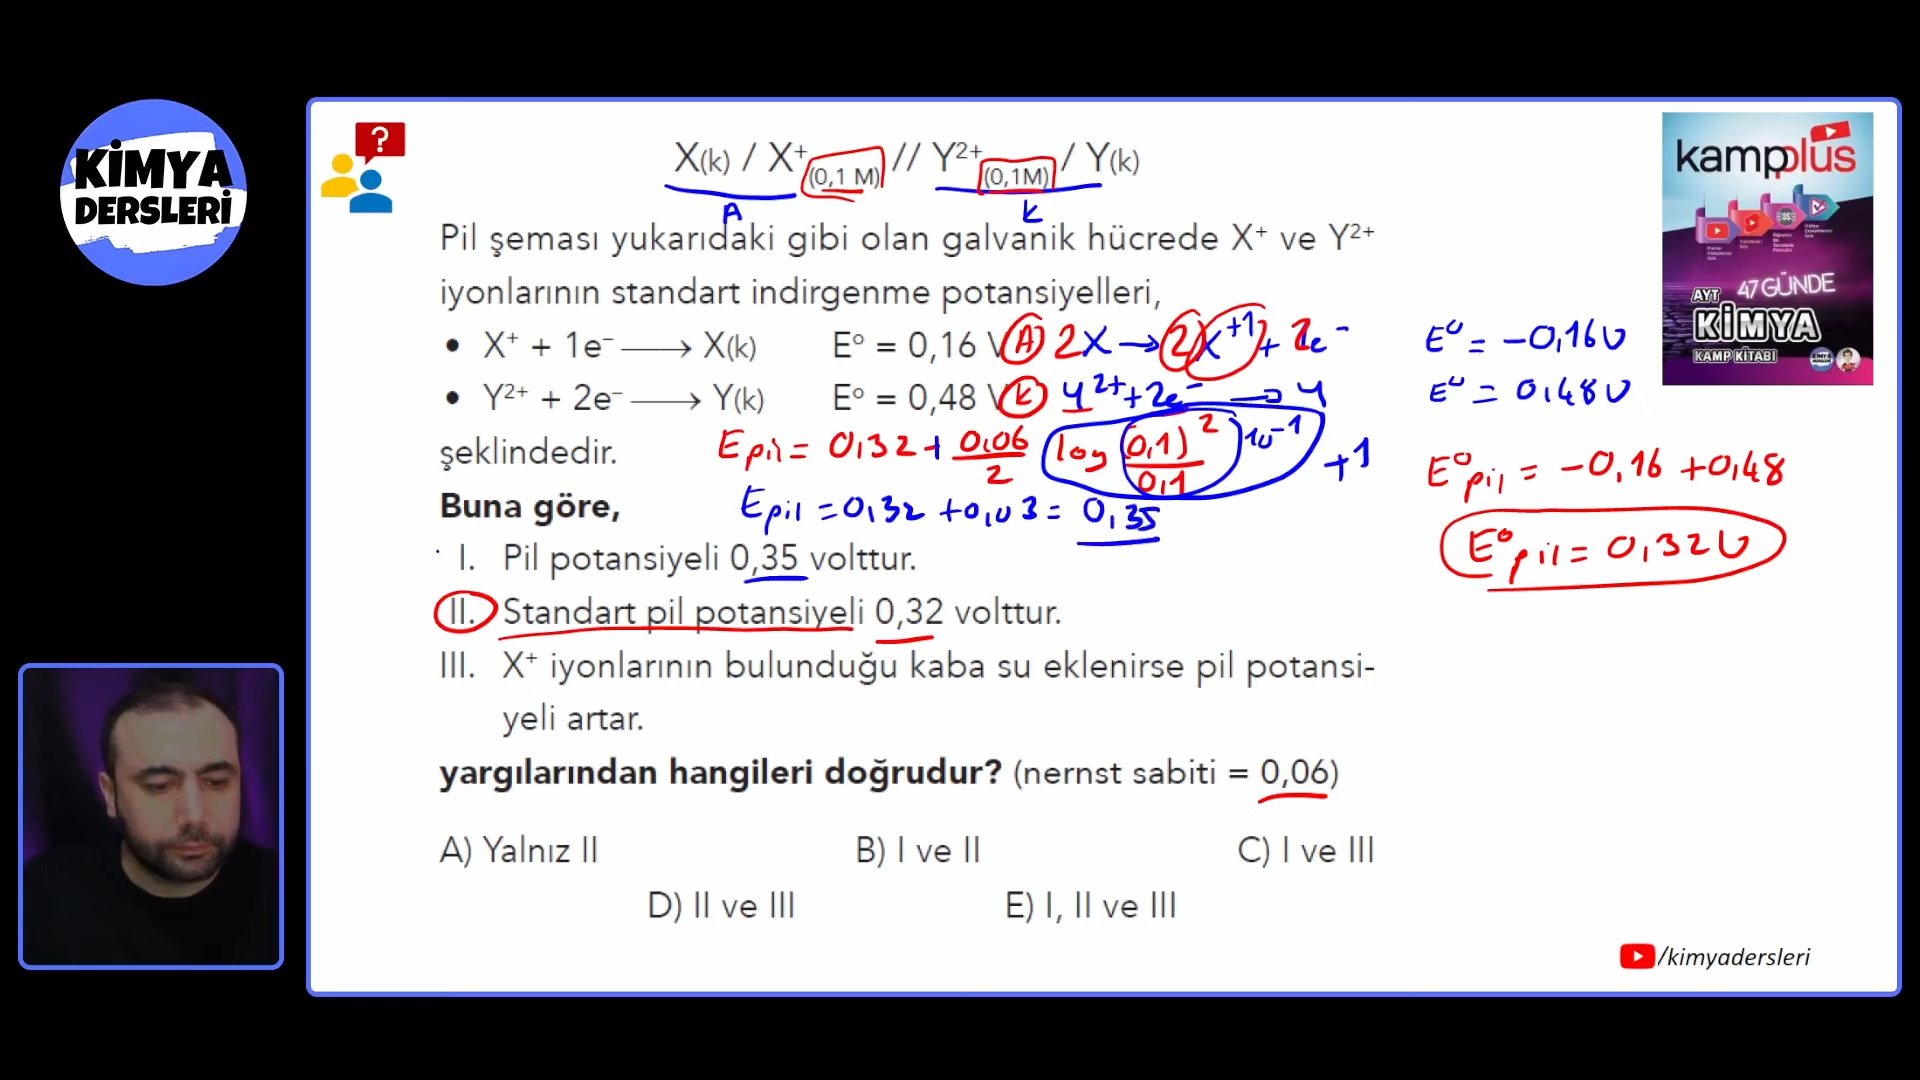 KİMYA
DERSLERİ
?
X(k) / X⁺(0,1 M) // Y²⁺(0,1M) / Y(k)
A K
Pil şeması yukarıdaki gibi olan galvanik hücrede X⁺ ve Y²⁺
iyonlarının standart indirgenme potansiyelleri,
• X⁺ + 1e⁻ ⟶ X(k) E° = 0,16 V
(A) 2X → 2X⁺¹ + 2e⁻ E° = -0,16V
• Y²⁺ + 2e⁻ ⟶ Y(k) E° = 0,48 V
(K) Y²⁺ + 2e⁻ → Y E° = 0,48V
şeklindedir.
Epil = 0,32 + 0,06/2 log (0,1)²/0,1 10⁻¹ +1
E°pil = -0,16 + 0,48
Buna göre,
Epil = 0,32 + 0,03 = 0,35
E°pil = 0,32V
I. Pil potansiyeli 0,35 volttur.
II. Standart pil potansiyeli 0,32 volttur.
III. X⁺ iyonlarının bulunduğu kaba su eklenirse pil potansi-
yeli artar.
yargılarından hangileri doğrudur? (nernst sabiti = 0,06)
A) Yalnız II B) I ve II C) I ve III
D) II ve III E) I, II ve III
kampplus
47 GÜNDE
AYT
KİMYA
KAMP KİTABI
/kimyadersleri